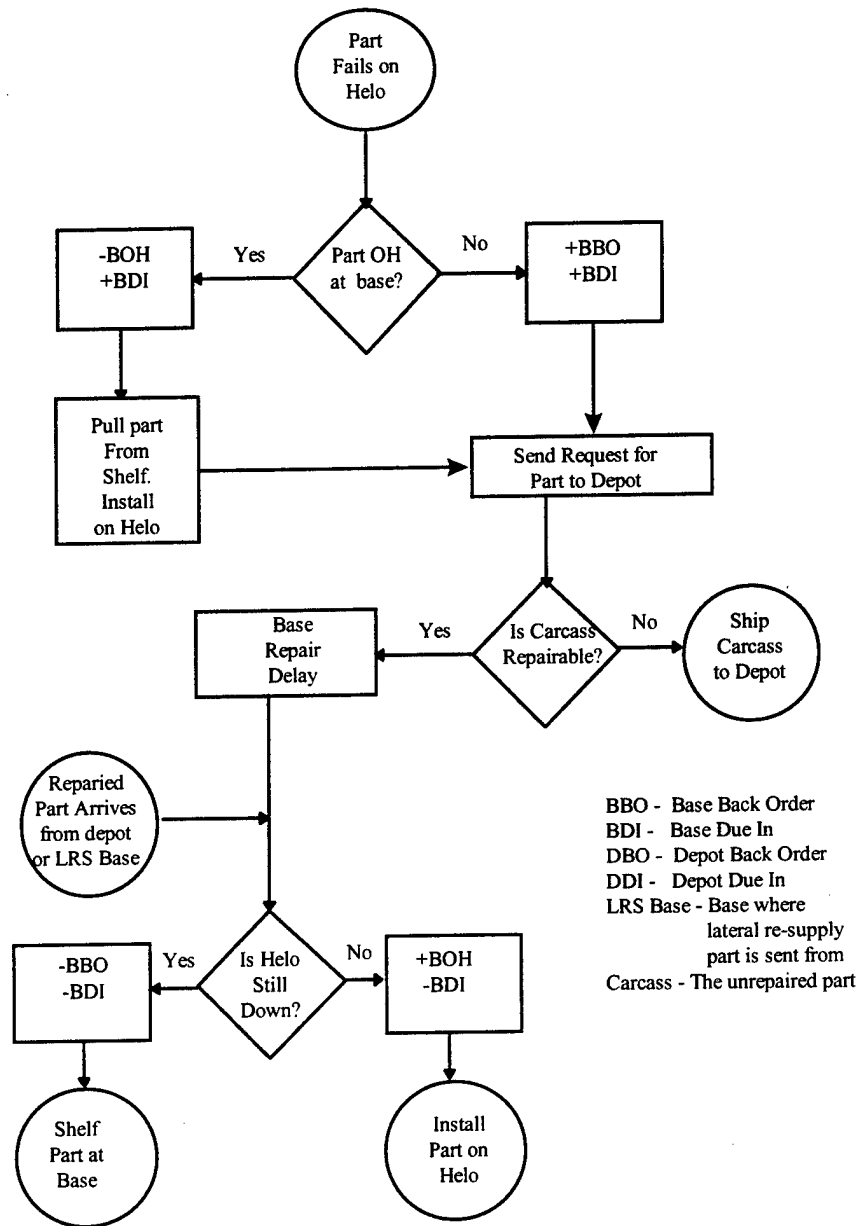 Part
Fails on
Helo
Part OH
at base?
Yes
No
-BOH
+BDI
+BBO
+BDI
Pull part
From
Shelf.
Install
on Helo
Send Request for
Part to Depot
Is Carcass
Repairable?
Yes
No
Base
Repair
Delay
Ship
Carcass
to Depot
Reparied
Part Arrives
from depot
or LRS Base
BBO - Base Back Order
BDI - Base Due In
DBO - Depot Back Order
DDI - Depot Due In
LRS Base - Base where
lateral re-supply
part is sent from
Carcass - The unrepaired part
Is Helo
Still
Down?
Yes
No
-BBO
-BDI
+BOH
-BDI
Shelf
Part at
Base
Install
Part on
Helo